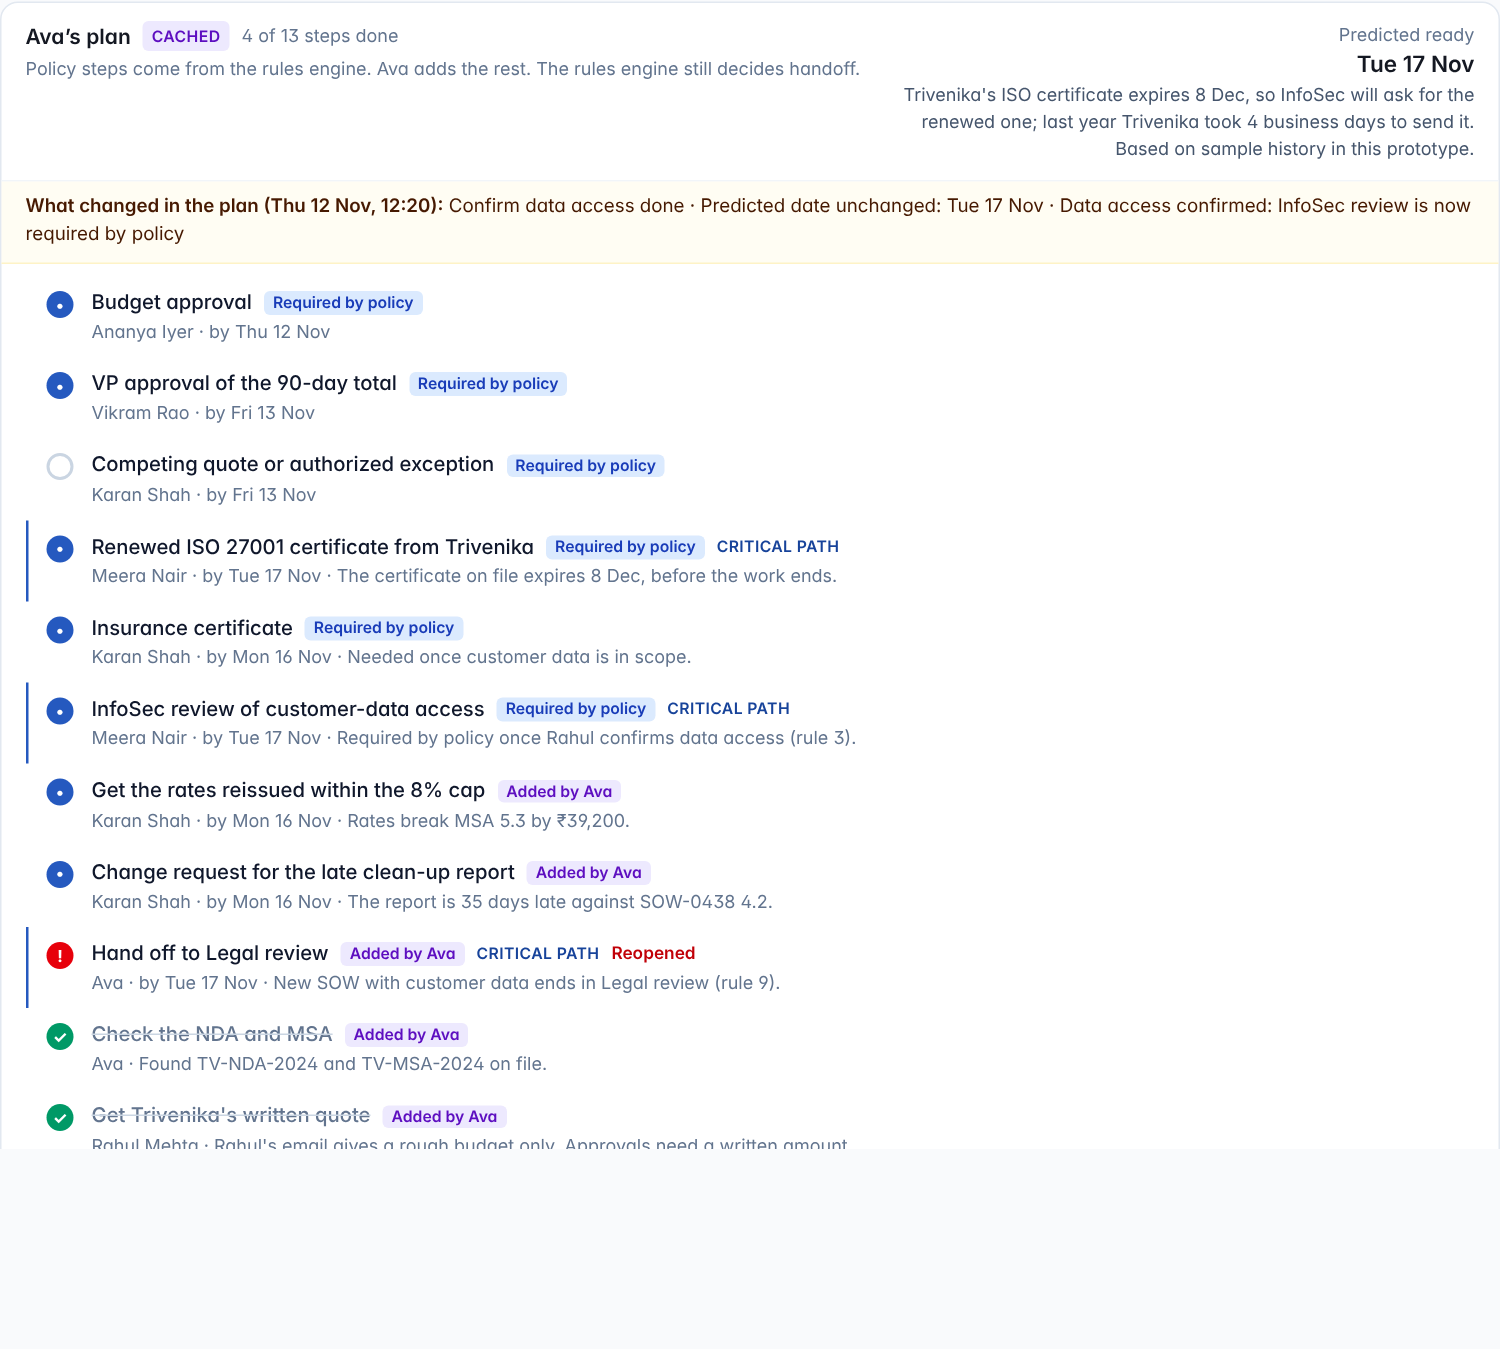 Ava’s plan CACHED 4 of 13 steps done
Policy steps come from the rules engine. Ava adds the rest. The rules engine still decides handoff.
Predicted ready
Tue 17 Nov
Trivenika's ISO certificate expires 8 Dec, so InfoSec will ask for the
renewed one; last year Trivenika took 4 business days to send it.
Based on sample history in this prototype.
What changed in the plan (Thu 12 Nov, 12:20): Confirm data access done · Predicted date unchanged: Tue 17 Nov · Data access confirmed: InfoSec review is now
required by policy
Budget approval Required by policy
Ananya Iyer · by Thu 12 Nov
VP approval of the 90-day total Required by policy
Vikram Rao · by Fri 13 Nov
Competing quote or authorized exception Required by policy
Karan Shah · by Fri 13 Nov
Renewed ISO 27001 certificate from Trivenika Required by policy CRITICAL PATH
Meera Nair · by Tue 17 Nov · The certificate on file expires 8 Dec, before the work ends.
Insurance certificate Required by policy
Karan Shah · by Mon 16 Nov · Needed once customer data is in scope.
InfoSec review of customer-data access Required by policy CRITICAL PATH
Meera Nair · by Tue 17 Nov · Required by policy once Rahul confirms data access (rule 3).
Get the rates reissued within the 8% cap Added by Ava
Karan Shah · by Mon 16 Nov · Rates break MSA 5.3 by ₹39,200.
Change request for the late clean-up report Added by Ava
Karan Shah · by Mon 16 Nov · The report is 35 days late against SOW-0438 4.2.
Hand off to Legal review Added by Ava CRITICAL PATH Reopened
Ava · by Tue 17 Nov · New SOW with customer data ends in Legal review (rule 9).
Check the NDA and MSA Added by Ava
Ava · Found TV-NDA-2024 and TV-MSA-2024 on file.
Get Trivenika's written quote Added by Ava
Rahul Mehta · Rahul's email gives a rough budget only. Approvals need a written amount.